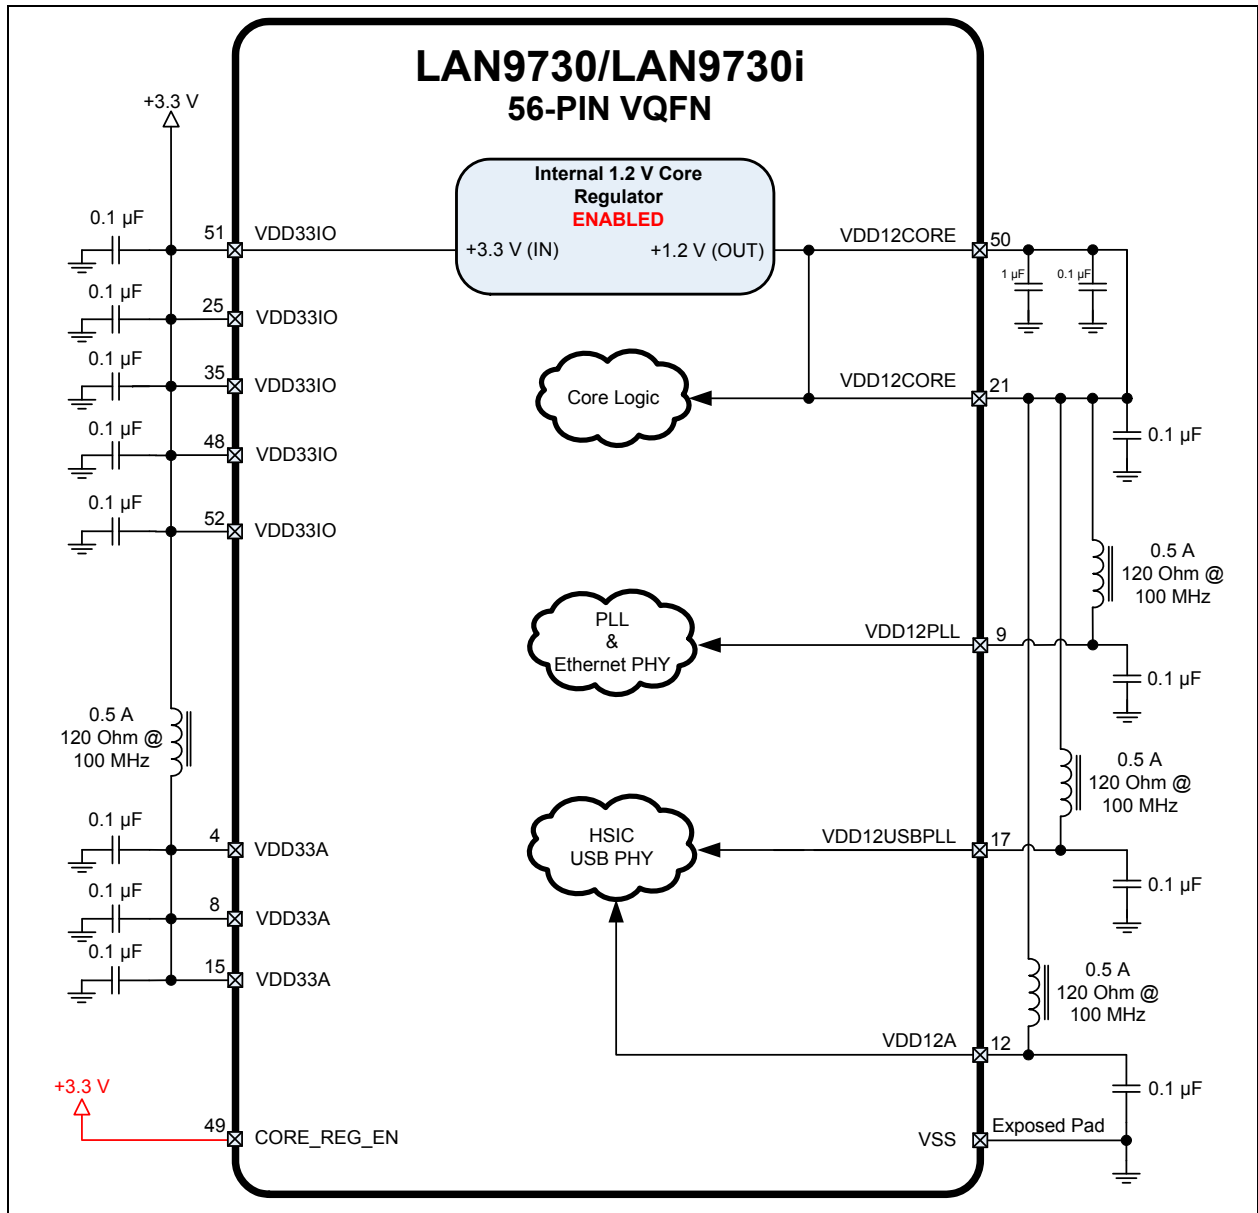 LAN9730/LAN9730i
56-PIN VQFN
+3.3 V
Internal 1.2 V Core
Regulator
ENABLED
+3.3 V (IN)
+1.2 V (OUT)
0.1 µF
51
VDD33IO
VDD12CORE
50
1 µF
0.1 µF
0.1 µF
25
VDD33IO
0.1 µF
35
VDD33IO
Core Logic
VDD12CORE
21
0.1 µF
0.1 µF
48
VDD33IO
0.1 µF
52
VDD33IO
0.5 A
120 Ohm @
100 MHz
PLL
&
Ethernet PHY
VDD12PLL
9
0.1 µF
0.5 A
120 Ohm @
100 MHz
0.5 A
120 Ohm @
100 MHz
0.1 µF
4
VDD33A
HSIC
USB PHY
VDD12USBPLL
17
0.1 µF
0.1 µF
8
VDD33A
0.1 µF
15
VDD33A
0.5 A
120 Ohm @
100 MHz
VDD12A
12
0.1 µF
+3.3 V
49
CORE_REG_EN
VSS
Exposed Pad